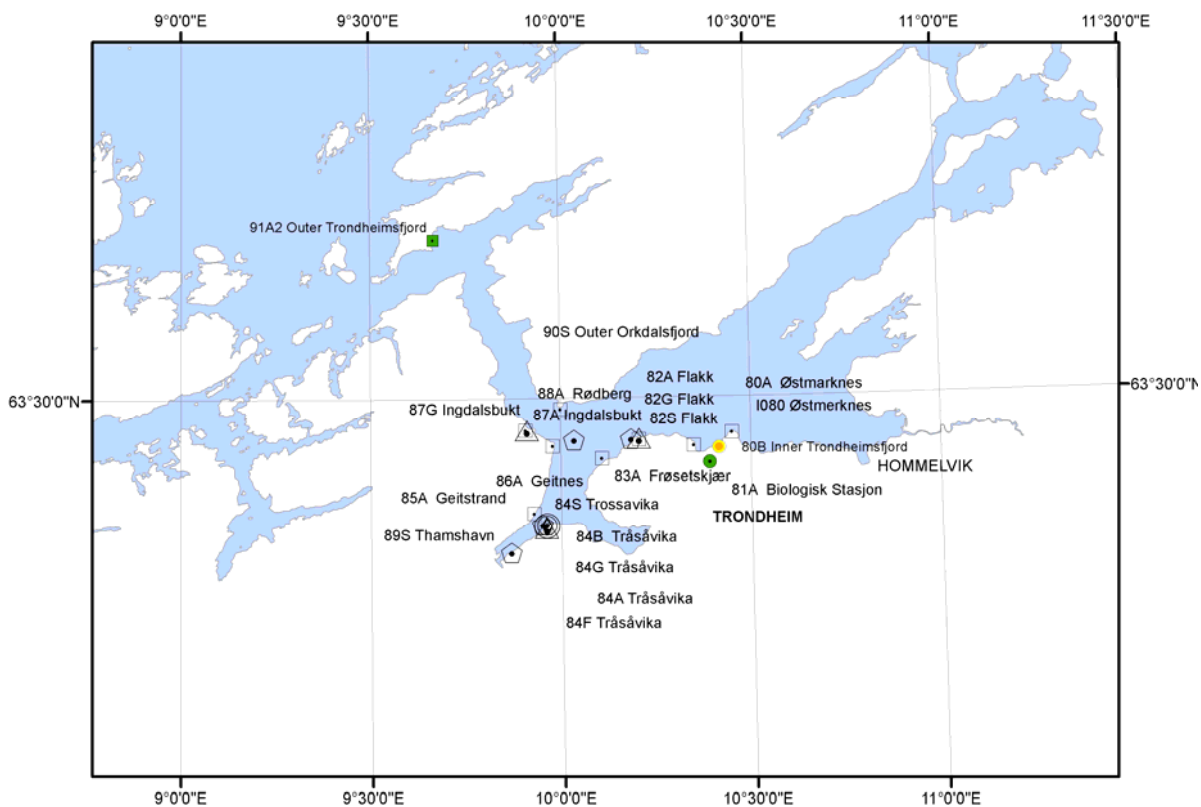 9°0'0"E
9°30'0"E
10°0'0"E
10°30'0"E
11°0'0"E
11°30'0"E
91A2 Outer Trondheimsfjord
90S Outer Orkdalsfjord
82A Flakk
80A Østmarknes
63°30'0"N
63°30'0"N
88A Rødberg
82G Flakk
I080 Østmerknes
87G Ingdalsbukt
87A Ingdalsbukt
82S Flakk
80B Inner Trondheimsfjord
HOMMELVIK
86A Geitnes
83A Frøsetskjær
81A Biologisk Stasjon
85A Geitstrand
84S Trossavika
TRONDHEIM
89S Thamshavn
84B Tråsåvika
84G Tråsåvika
84A Tråsåvika
84F Tråsåvika
9°0'0"E
9°30'0"E
10°0'0"E
10°30'0"E
11°0'0"E